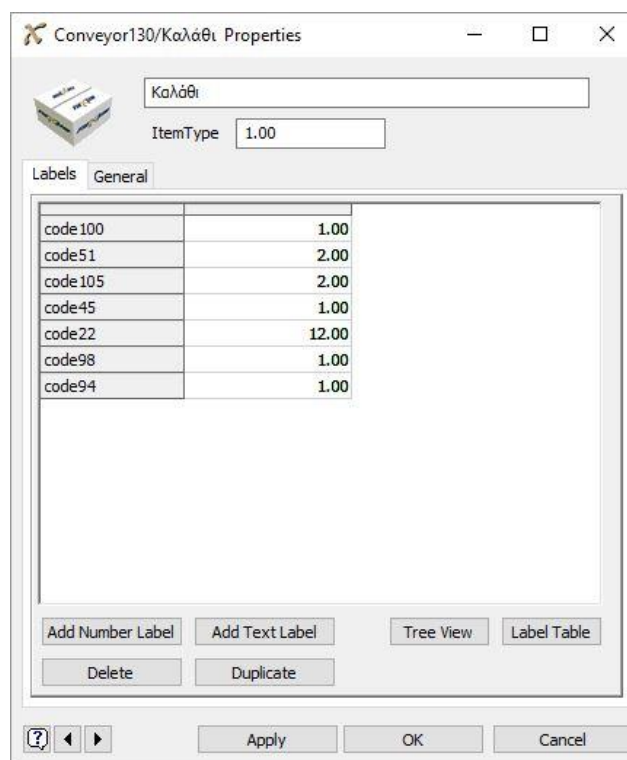 Conveyor130/Καλάθι Properties
Καλάθι
ItemType 1.00
Labels General
code100 1.00
code51 2.00
code105 2.00
code45 1.00
code22 12.00
code98 1.00
code94 1.00
Add Number Label Add Text Label Tree View Label Table
Delete Duplicate
? Apply OK Cancel